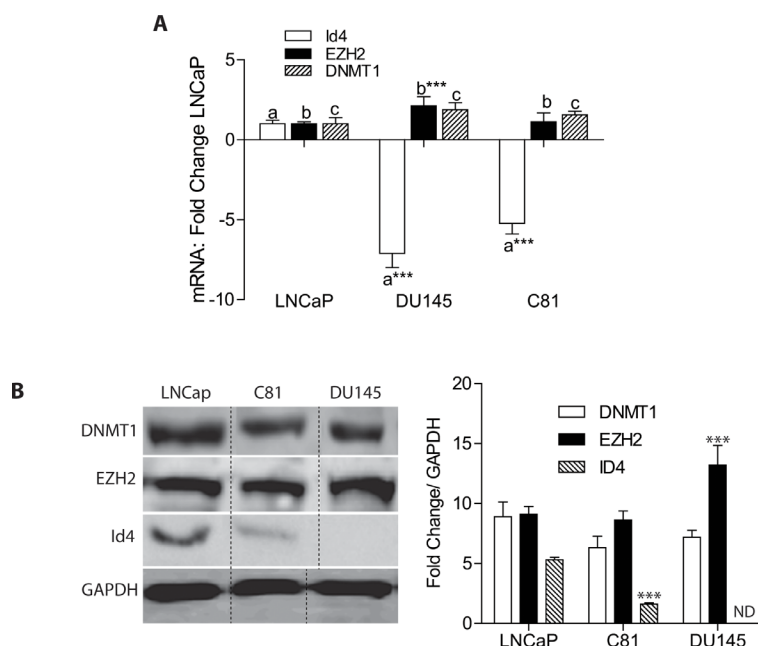 A
Id4
EZH2
DNMT1
mRNA: Fold Change LNCaP
5
0
-5
-10
a b c
b*** c
b c
a***
a***
LNCaP DU145 C81
B
LNCap C81 DU145
DNMT1
EZH2
Id4
GAPDH
Fold Change/ GAPDH
20
15
10
5
0
DNMT1
EZH2
ID4
***
***
ND
LNCaP C81 DU145